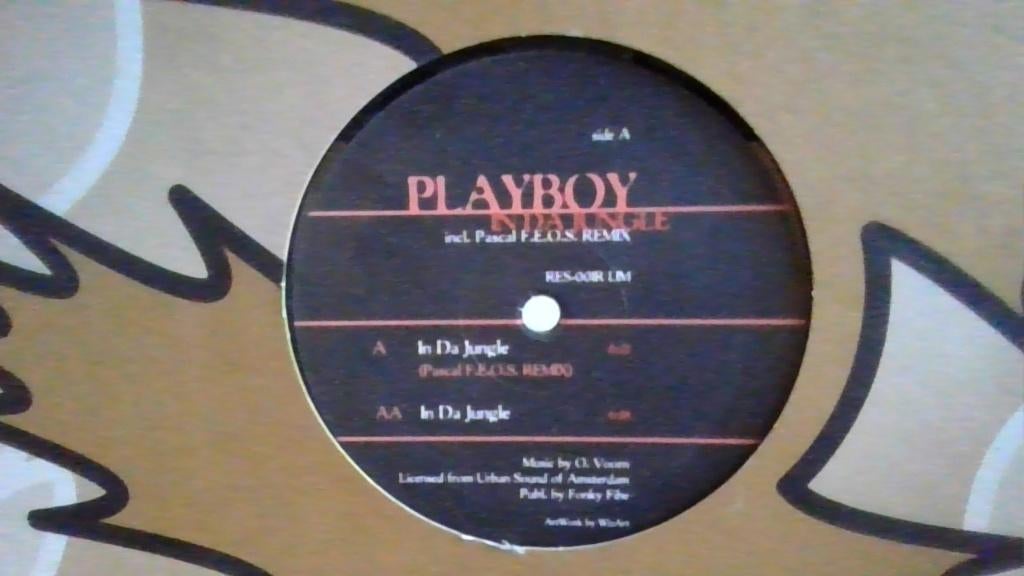 side A
PLAYBOY
IN DA JUNGLE
incl. Pascal F.E.O.S. REMIX
RES-001R LIM
A In Da Jungle
(Pascal F.E.O.S. REMIX)
AA In Da Jungle
Music by O. Voorn
Licensed from Urban Sound of Amsterdam
Publ. by Fonky Fibe
ArtWork by WizArt